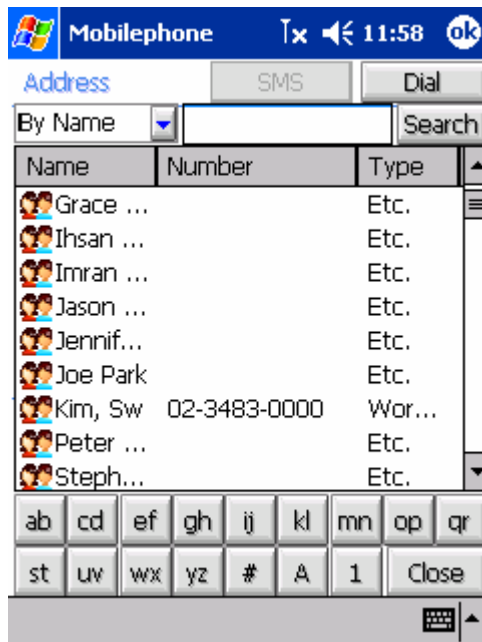 Mobilephone 11:58 ok
Address SMS Dial
By Name Search
Name Number Type
Grace ... Etc.
Ihsan ... Etc.
Imran ... Etc.
Jason ... Etc.
Jennif... Etc.
Joe Park Etc.
Kim, Sw 02-3483-0000 Wor...
Peter ... Etc.
Steph... Etc.
ab cd ef gh ij kl mn op qr
st uv wx yz # A 1 Close